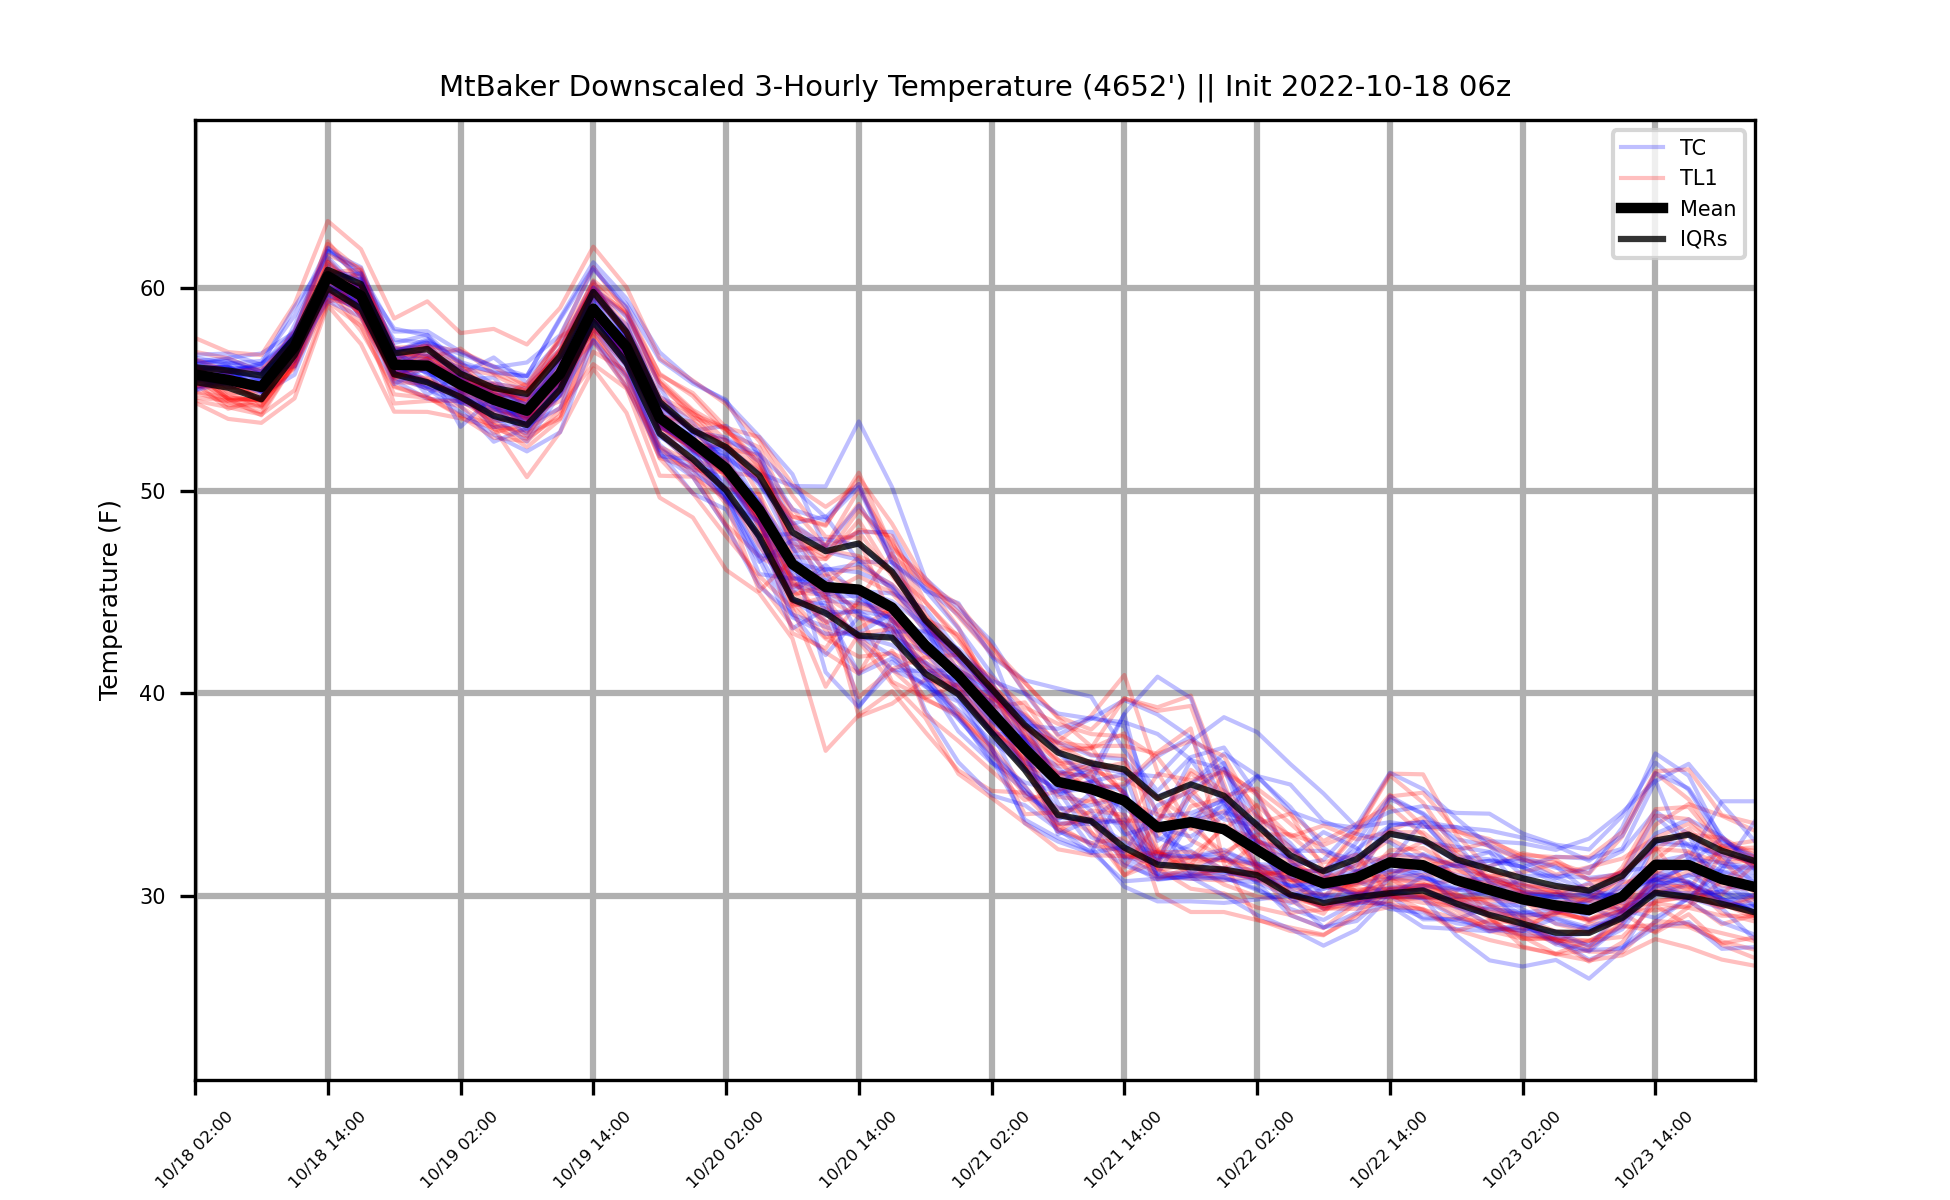 MtBaker Downscaled 3-Hourly Temperature (4652') || Init 2022-10-18 06z
TC
TL1
Mean
IQRs
Temperature (F)
60
50
40
30
10/18 02:00
10/18 14:00
10/19 02:00
10/19 14:00
10/20 02:00
10/20 14:00
10/21 02:00
10/21 14:00
10/22 02:00
10/22 14:00
10/23 02:00
10/23 14:00